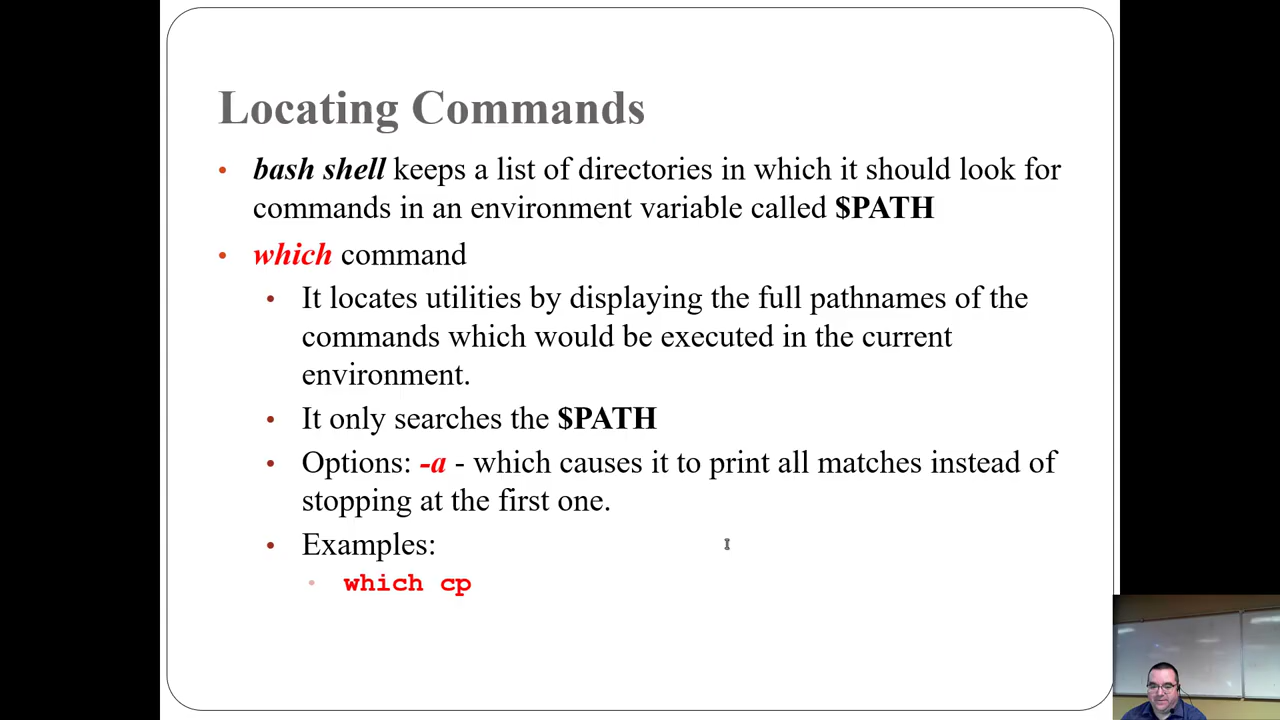 Locating Commands
• bash shell keeps a list of directories in which it should look for
commands in an environment variable called $PATH
• which command
• It locates utilities by displaying the full pathnames of the
commands which would be executed in the current
environment.
• It only searches the $PATH
• Options: -a - which causes it to print all matches instead of
stopping at the first one.
• Examples:
• which cp